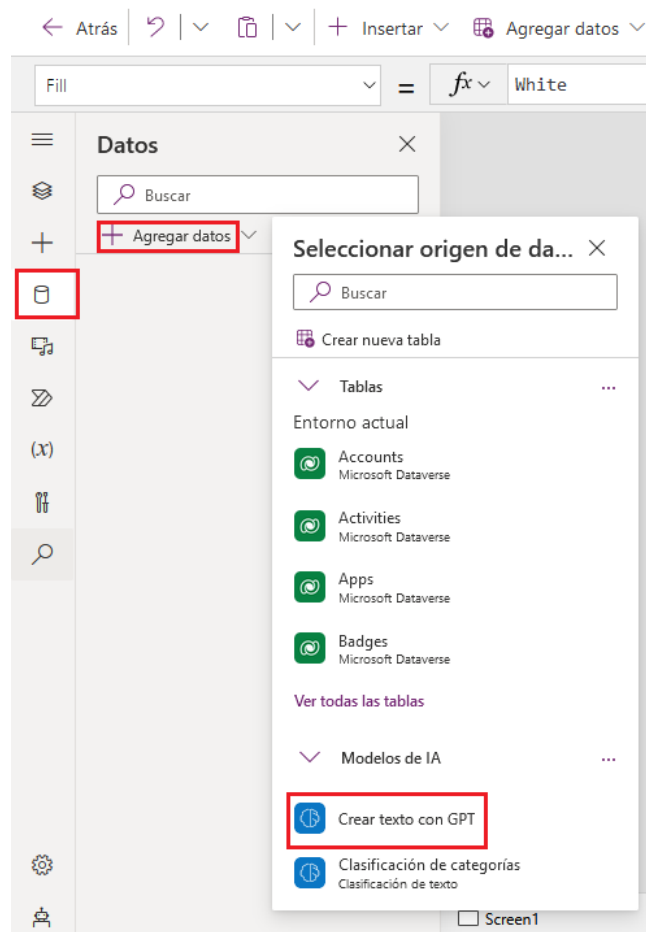 Atrás
Insertar
Agregar datos
Fill
=
fx
White
Datos
Buscar
Agregar datos
(x)
Seleccionar origen de da...
Buscar
Crear nueva tabla
Tablas
...
Entorno actual
Accounts
Microsoft Dataverse
Activities
Microsoft Dataverse
Apps
Microsoft Dataverse
Badges
Microsoft Dataverse
Ver todas las tablas
Modelos de IA
...
Crear texto con GPT
Clasificación de categorías
Clasificación de texto
Screen1